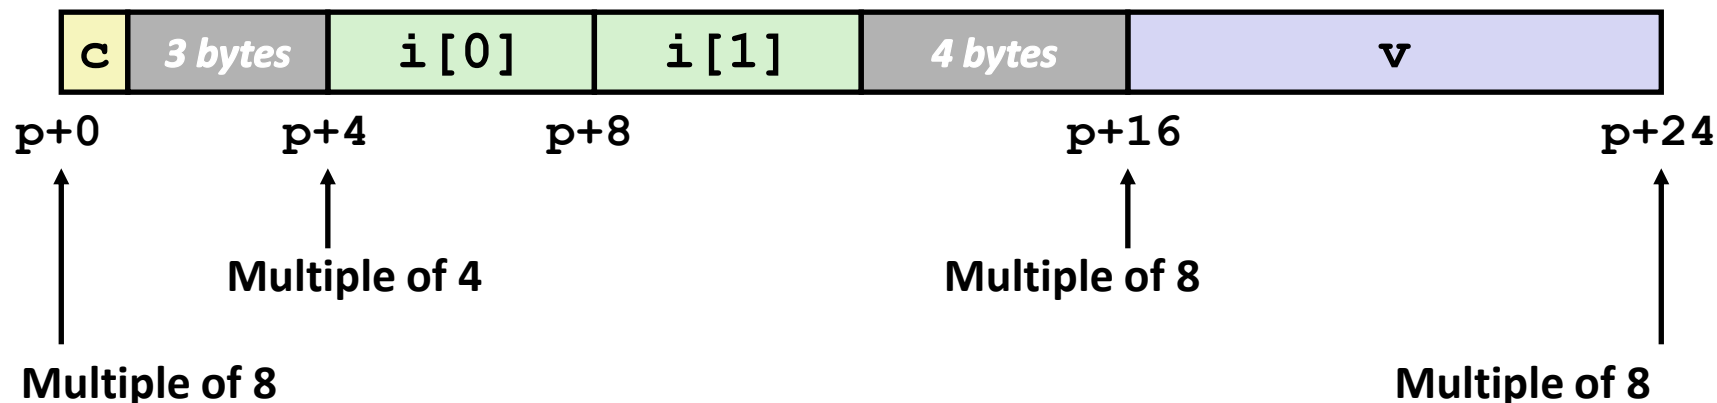 c 3 bytes i[0] i[1] 4 bytes v
p+0 p+4 p+8 p+16 p+24
Multiple of 4 Multiple of 8
Multiple of 8 Multiple of 8